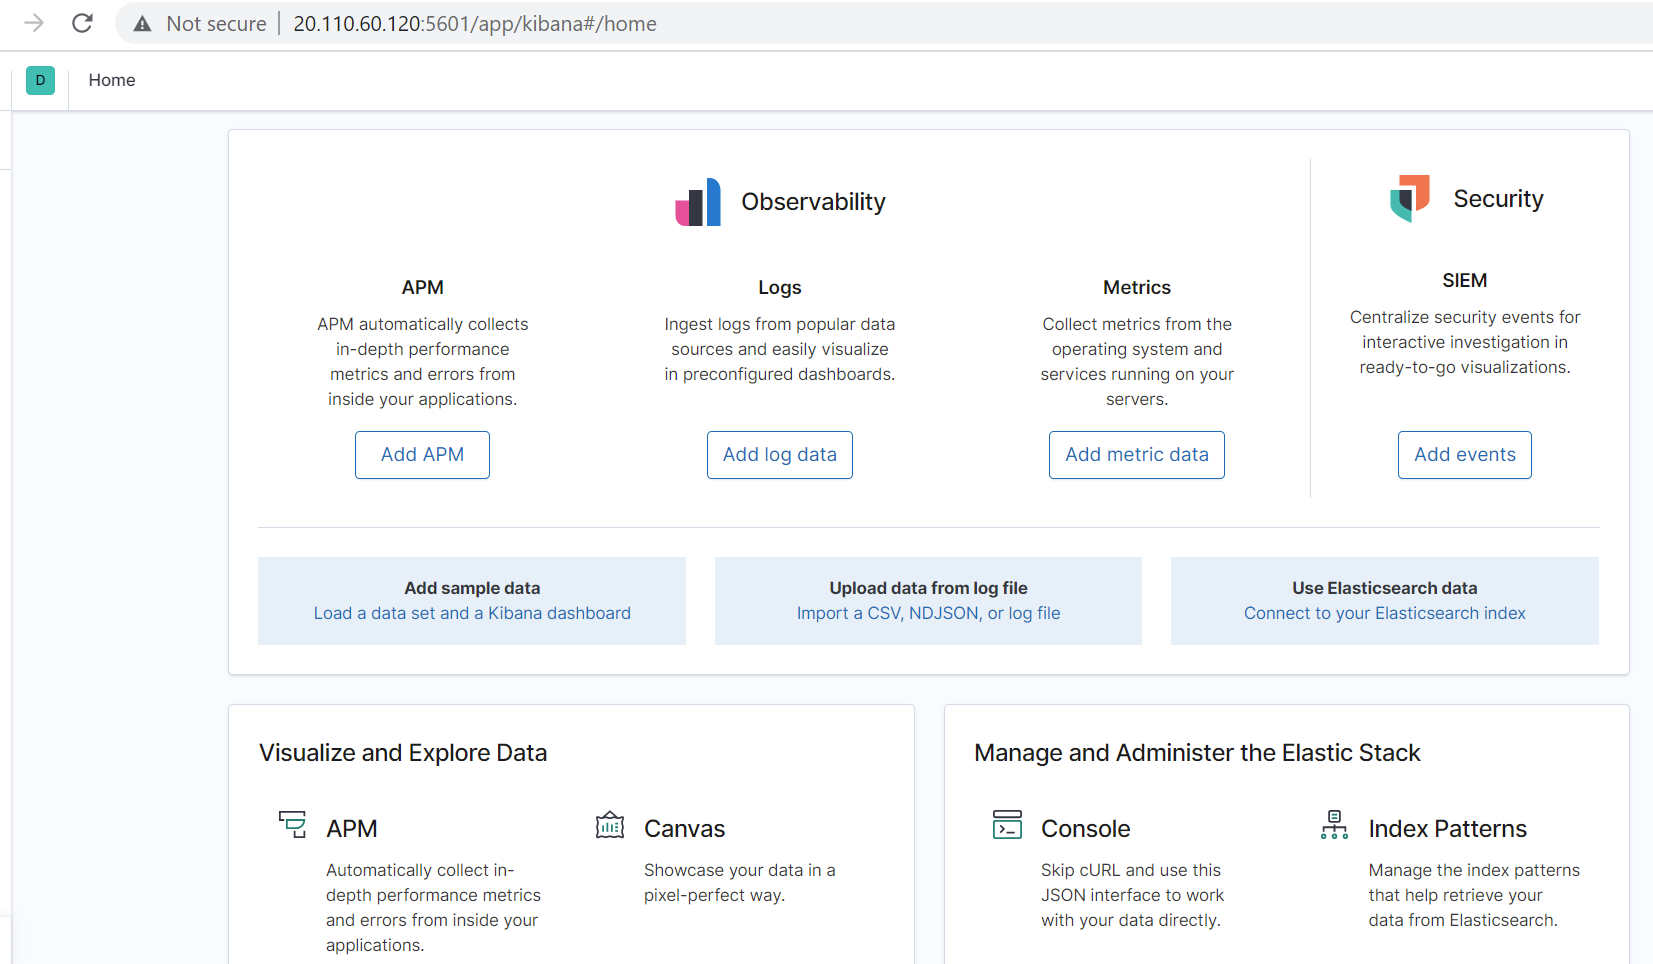 Not secure
20.110.60.120:5601/app/kibana#/home
D
Home
Observability
APM
APM automatically collects
in-depth performance
metrics and errors from
inside your applications.
Add APM
Logs
Ingest logs from popular data
sources and easily visualize
in preconfigured dashboards.
Add log data
Metrics
Collect metrics from the
operating system and
services running on your
servers.
Add metric data
Security
SIEM
Centralize security events for
interactive investigation in
ready-to-go visualizations.
Add events
Add sample data
Load a data set and a Kibana dashboard
Upload data from log file
Import a CSV, NDJSON, or log file
Use Elasticsearch data
Connect to your Elasticsearch index
Visualize and Explore Data
APM
Automatically collect in-
depth performance metrics
and errors from inside your
applications.
Canvas
Showcase your data in a
pixel-perfect way.
Manage and Administer the Elastic Stack
Console
Skip cURL and use this
JSON interface to work
with your data directly.
Index Patterns
Manage the index patterns
that help retrieve your
data from Elasticsearch.